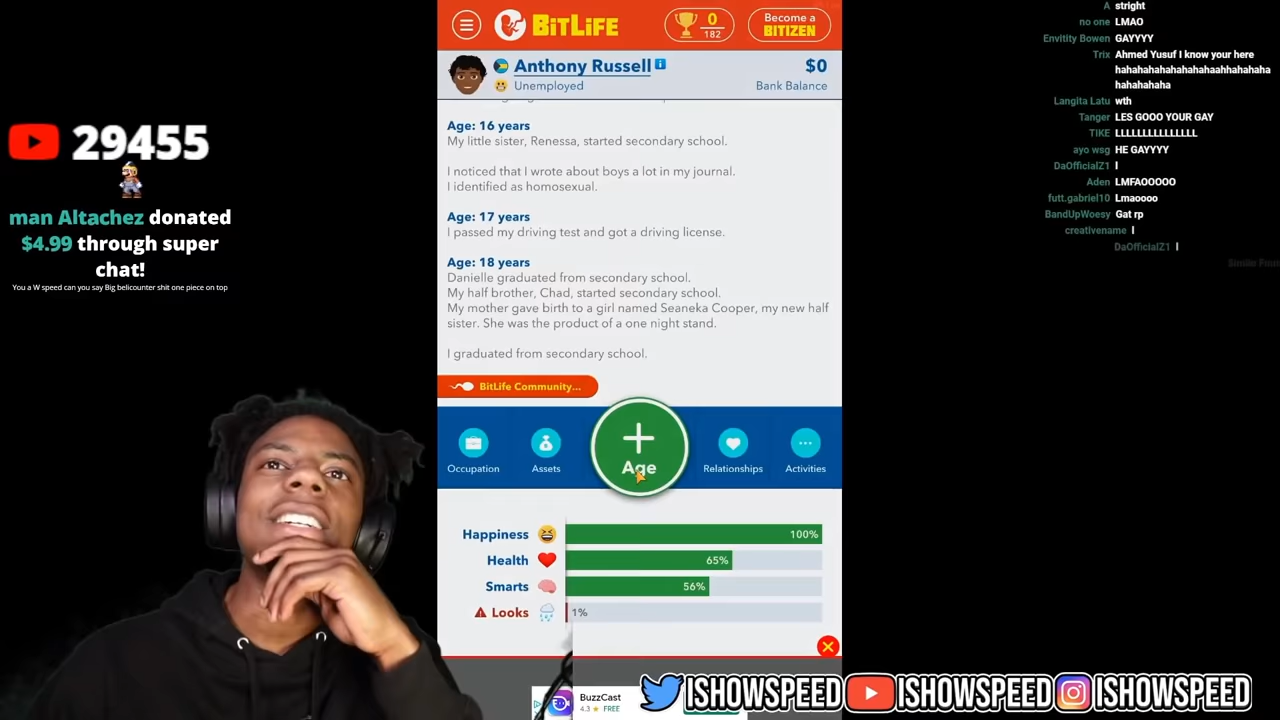 29455
man Altachez donated
$4.99 through super
chat!
You a W speed can you say Big belicounter shit one piece on top
BITLIFE
0
182
Become a
BITIZEN
Anthony Russell
Unemployed
$0
Bank Balance
Age: 16 years
My little sister, Renessa, started secondary school.
I noticed that I wrote about boys a lot in my journal.
I identified as homosexual.
Age: 17 years
I passed my driving test and got a driving license.
Age: 18 years
Danielle graduated from secondary school.
My half brother, Chad, started secondary school.
My mother gave birth to a girl named Seaneka Cooper, my new half
sister. She was the product of a one night stand.
I graduated from secondary school.
BitLife Community...
Occupation
Assets
Age
Relationships
Activities
Happiness 100%
Health 65%
Smarts 56%
Looks 1%
BuzzCast
4.3 ★ FREE
A stright
no one LMAO
Envitity Bowen GAYYYY
Trix Ahmed Yusuf I know your here
hahahahahahahahaahhahahaha
hahahahaha
Langita Latu wth
Tanger LES GOOO YOUR GAY
TIKE LLLLLLLLLLLLLLL
ayo wsg HE GAYYYY
DaOfficialZ1 l
Aden LMFAOOOOO
futt.gabriel10 Lmaoooo
BandUpWoesy Gat rp
creativename l
DaOfficialZ1 l
ISHOWSPEED ISHOWSPEED ISHOWSPEED